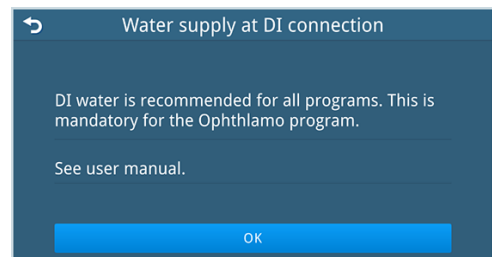 Water supply at DI connection
DI water is recommended for all programs. This is
mandatory for the Ophthlamo program.
See user manual.
OK